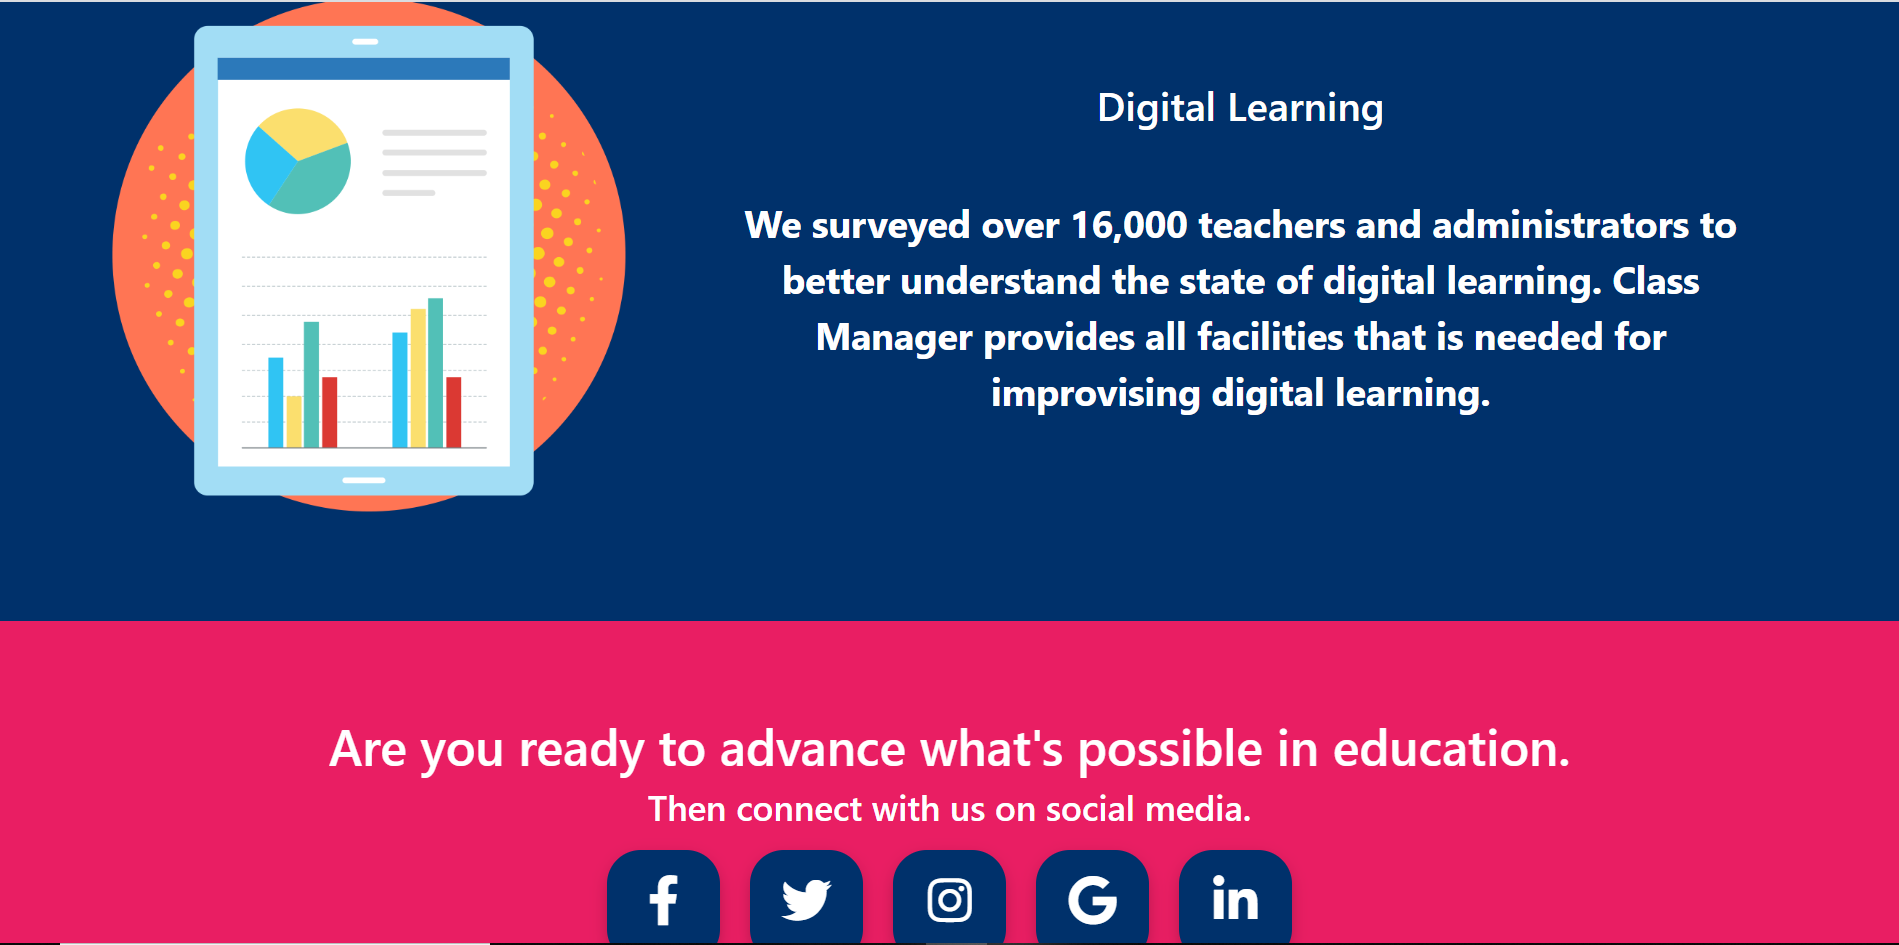 Digital Learning
We surveyed over 16,000 teachers and administrators to
better understand the state of digital learning. Class
Manager provides all facilities that is needed for
improvising digital learning.
Are you ready to advance what's possible in education.
Then connect with us on social media.